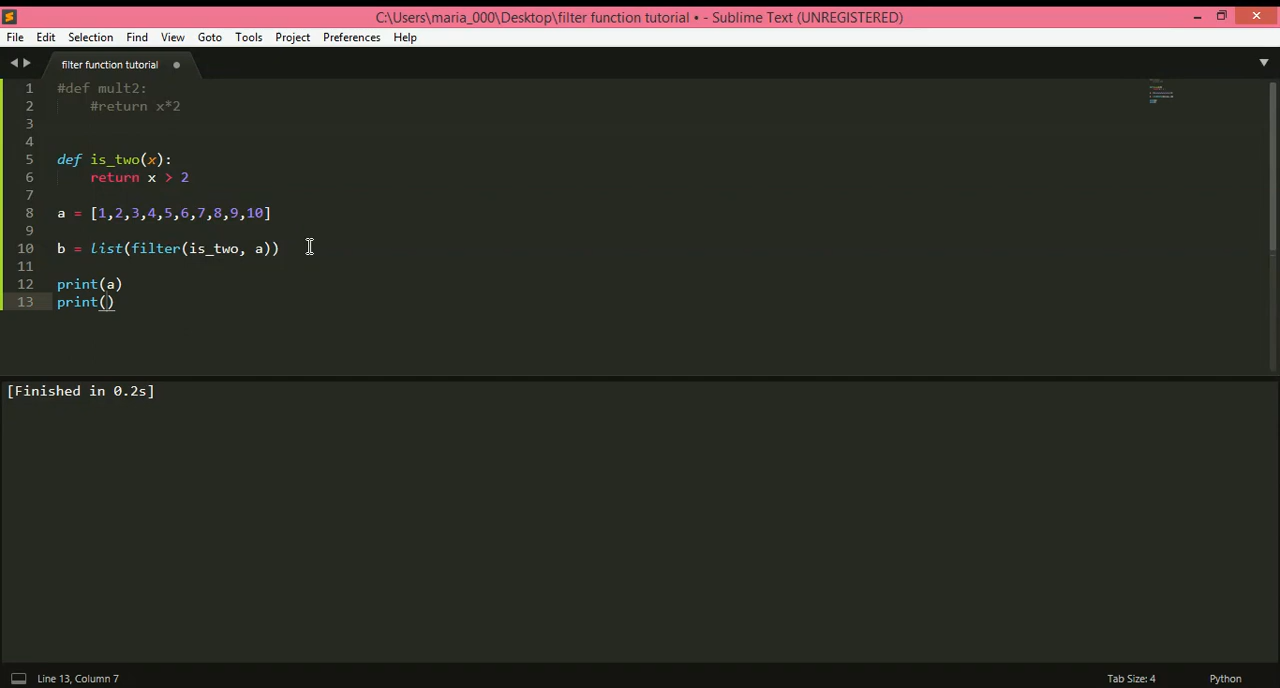 C:\Users\maria_000\Desktop\filter function tutorial • - Sublime Text (UNREGISTERED)
File Edit Selection Find View Goto Tools Project Preferences Help
filter function tutorial
1 #def mult2:
2 #return x*2
3
4
5 def is_two(x):
6 return x > 2
7
8 a = [1,2,3,4,5,6,7,8,9,10]
9
10 b = list(filter(is_two, a))
11
12 print(a)
13 print()
[Finished in 0.2s]
Line 13, Column 7 Tab Size: 4 Python